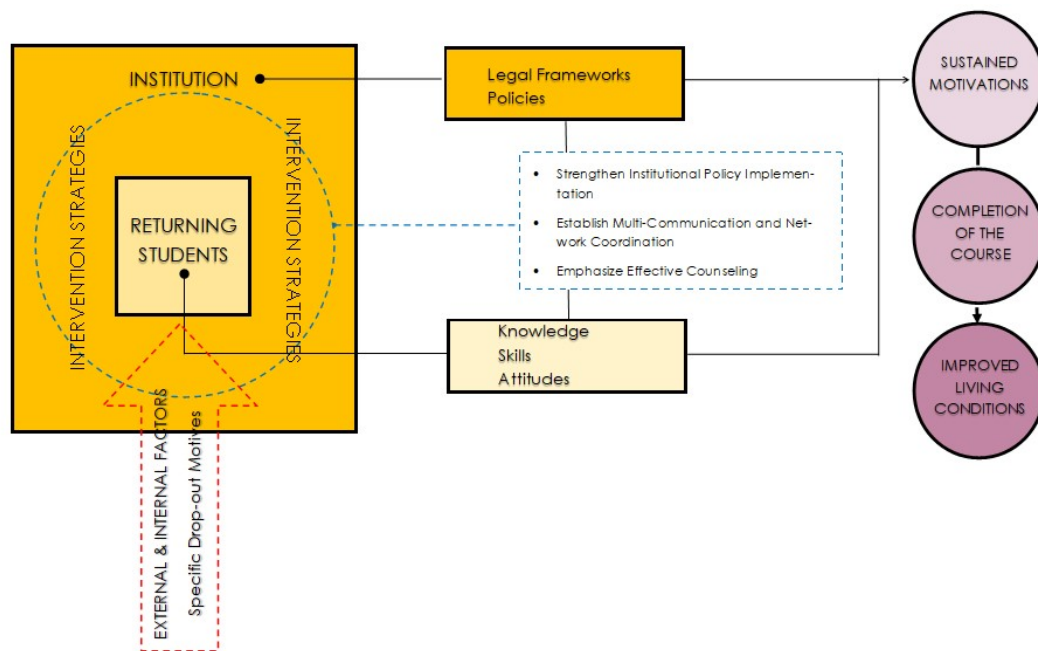 INSTITUTION
INTERVENTION STRATEGIES
INTERVENTION STRATEGIES
RETURNING
STUDENTS
EXTERNAL & INTERNAL FACTORS
Specific Drop-out Motives
Legal Frameworks
Policies
• Strengthen Institutional Policy Implemen-
tation
• Establish Multi-Communication and Net-
work Coordination
• Emphasize Effective Counseling
Knowledge
Skills
Attitudes
SUSTAINED
MOTIVATIONS
COMPLETION
OF THE
COURSE
IMPROVED
LIVING
CONDITIONS